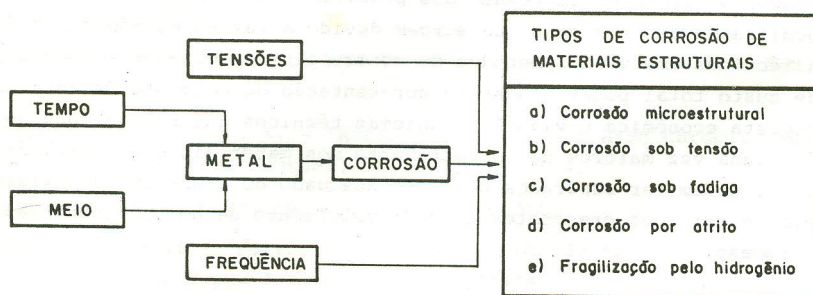 TENSÕES
TEMPO
METAL
CORROSÃO
MEIO
FREQUÊNCIA
TIPOS DE CORROSÃO DE
MATERIAIS ESTRUTURAIS
a) Corrosão microestrutural
b) Corrosão sob tensão
c) Corrosão sob fadiga
d) Corrosão por atrito
e) Fragilização pelo hidrogênio